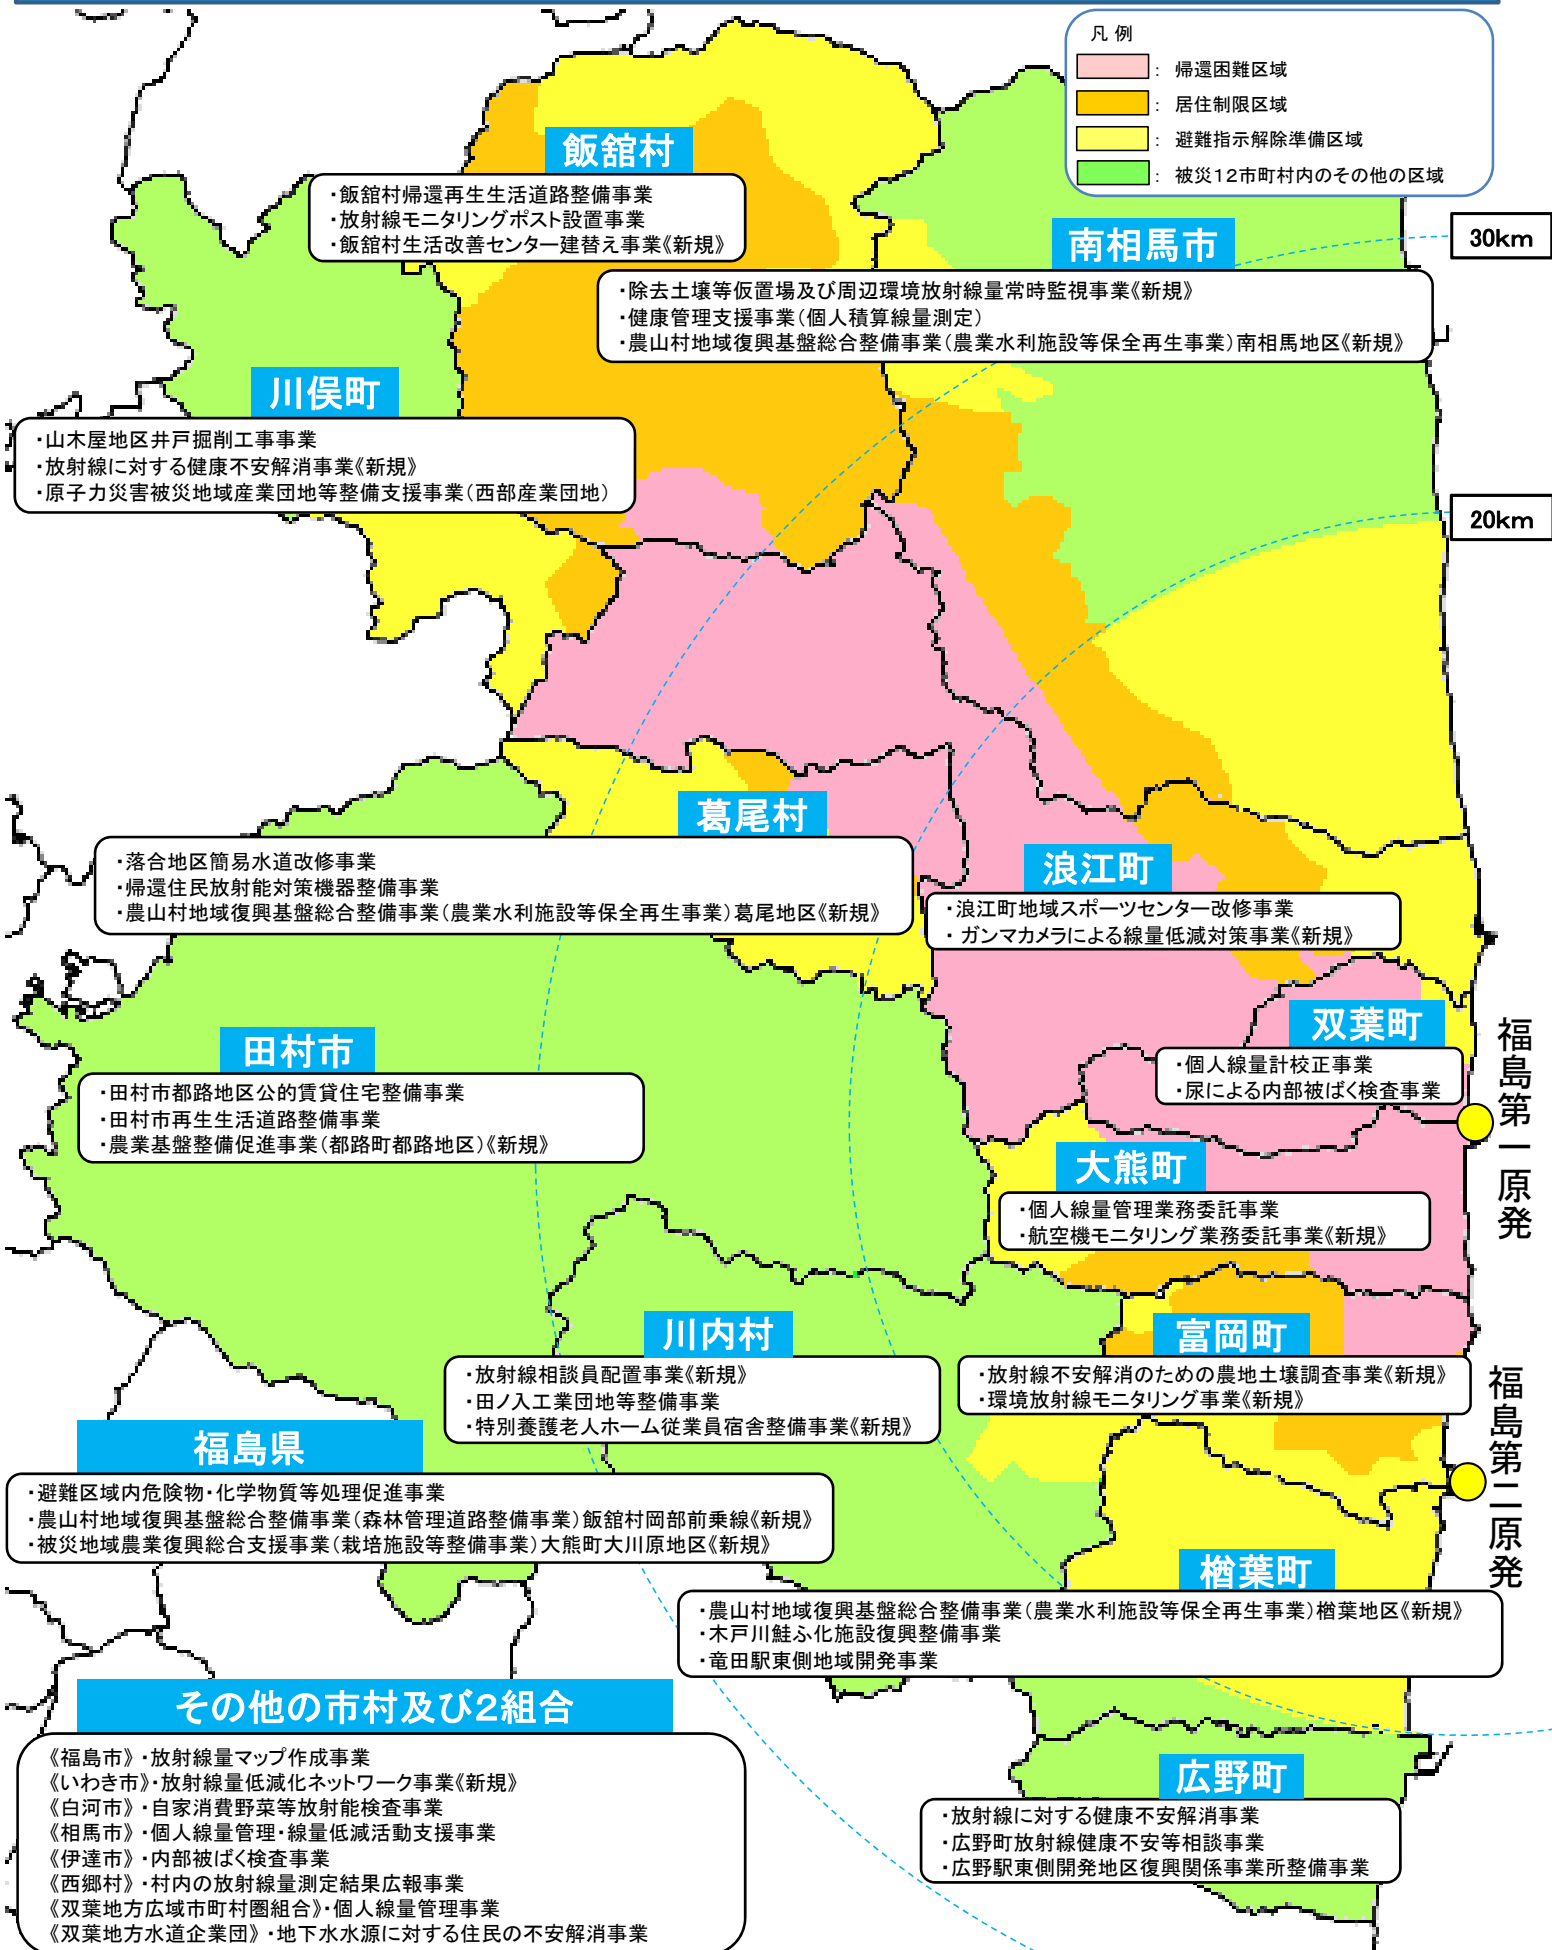 凡 例
： 帰還困難区域
： 居住制限区域
： 避難指示解除準備区域
： 被災12市町村内のその他の区域
飯舘村
・飯舘村帰還再生生活道路整備事業
・放射線モニタリングポスト設置事業
・飯舘村生活改善センター建替え事業《新規》
30km
南相馬市
・除去土壌等仮置場及び周辺環境放射線量常時監視事業《新規》
・健康管理支援事業（個人積算線量測定）
・農山村地域復興基盤総合整備事業（農業水利施設等保全再生事業）南相馬地区《新規》
川俣町
・山木屋地区井戸掘削工事事業
・放射線に対する健康不安解消事業《新規》
・原子力災害被災地域産業団地等整備支援事業（西部産業団地）
20km
葛尾村
・落合地区簡易水道改修事業
・帰還住民放射能対策機器整備事業
・農山村地域復興基盤総合整備事業（農業水利施設等保全再生事業）葛尾地区《新規》
浪江町
・浪江町地域スポーツセンター改修事業
・ ガンマカメラによる線量低減対策事業《新規》
双葉町
・個人線量計校正事業
・尿による内部被ばく検査事業
福島第一原発
田村市
・田村市都路地区公的賃貸住宅整備事業
・田村市再生生活道路整備事業
・農業基盤整備促進事業（都路町都路地区）《新規》
大熊町
・個人線量管理業務委託事業
・航空機モニタリング業務委託事業《新規》
川内村
・放射線相談員配置事業《新規》
・田ノ入工業団地等整備事業
・特別養護老人ホーム従業員宿舎整備事業《新規》
富岡町
・放射線不安解消のための農地土壌調査事業《新規》
・環境放射線モニタリング事業《新規》
福島第二原発
福島県
・避難区域内危険物・化学物質等処理促進事業
・農山村地域復興基盤総合整備事業（森林管理道路整備事業）飯舘村岡部前乗線《新規》
・被災地域農業復興総合支援事業（栽培施設等整備事業）大熊町大川原地区《新規》
楢葉町
・農山村地域復興基盤総合整備事業（農業水利施設等保全再生事業）楢葉地区《新規》
・木戸川鮭ふ化施設復興整備事業
・竜田駅東側地域開発事業
その他の市村及び2組合
《福島市》・放射線量マップ作成事業
《いわき市》・放射線量低減化ネットワーク事業《新規》
《白河市》・自家消費野菜等放射能検査事業
《相馬市》・個人線量管理・線量低減活動支援事業
《伊達市》・内部被ばく検査事業
《西郷村》・村内の放射線量測定結果広報事業
《双葉地方広域市町村圏組合》・個人線量管理事業
《双葉地方水道企業団》・地下水水源に対する住民の不安解消事業
広野町
・放射線に対する健康不安解消事業
・広野町放射線健康不安等相談事業
・広野駅東側開発地区復興関係事業所整備事業